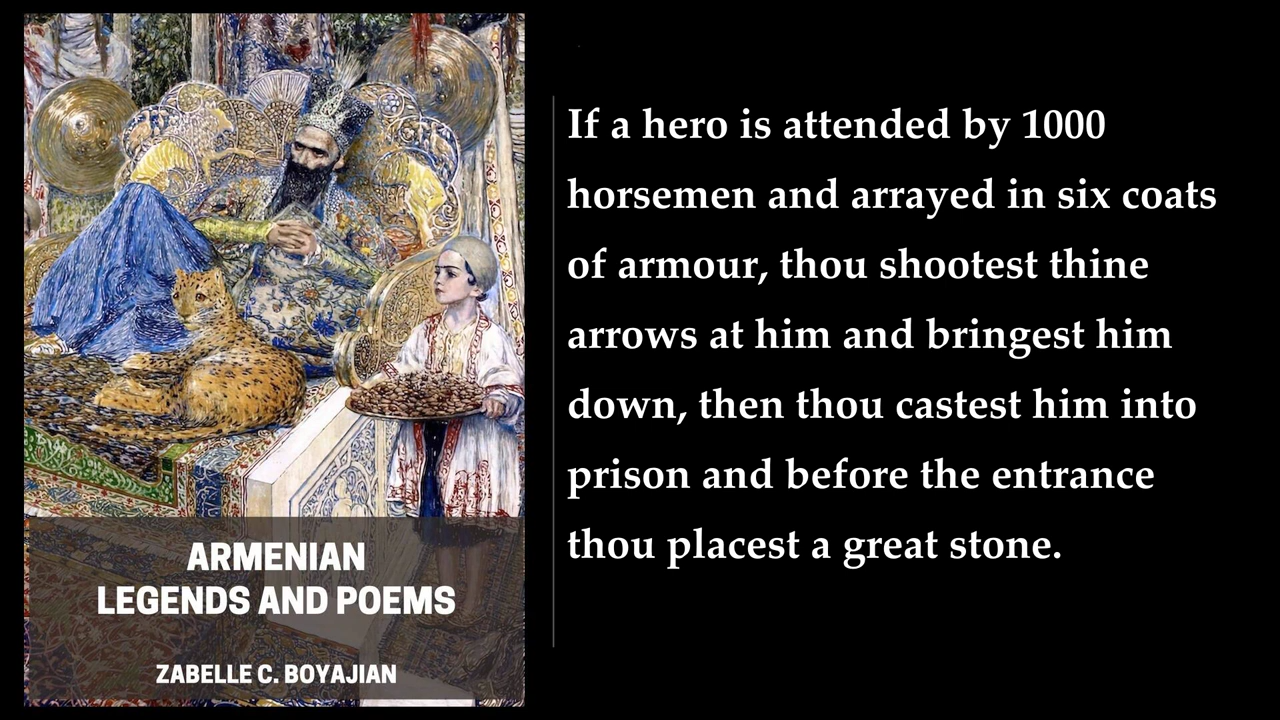 ARMENIAN
LEGENDS AND POEMS
ZABELLE C. BOYAJIAN
If a hero is attended by 1000
horsemen and arrayed in six coats
of armour, thou shootest thine
arrows at him and bringest him
down, then thou castest him into
prison and before the entrance
thou placest a great stone.